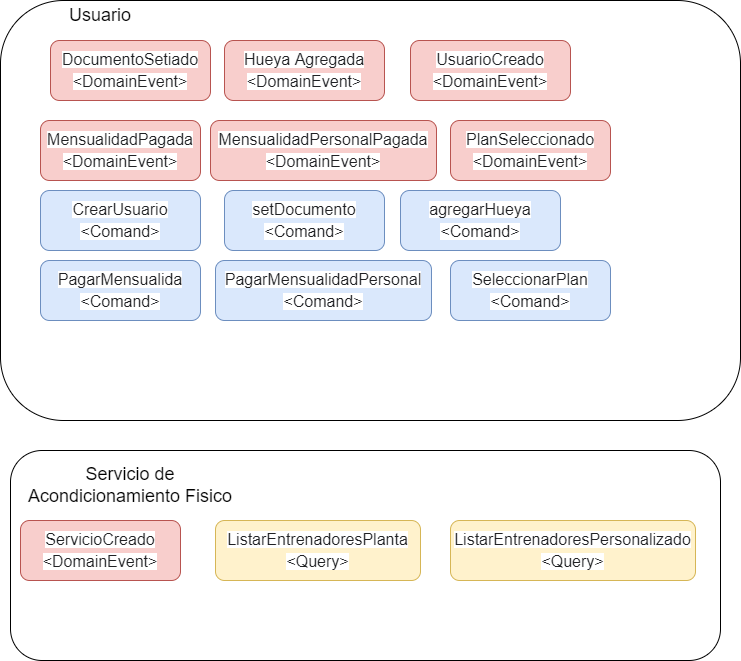 Usuario
DocumentoSetiado
<DomainEvent>
Hueya Agregada
<DomainEvent>
UsuarioCreado
<DomainEvent>
MensualidadPagada
<DomainEvent>
MensualidadPersonalPagada
<DomainEvent>
PlanSeleccionado
<DomainEvent>
CrearUsuario
<Comand>
setDocumento
<Comand>
agregarHueya
<Comand>
PagarMensualida
<Comand>
PagarMensualidadPersonal
<Comand>
SeleccionarPlan
<Comand>
Servicio de
Acondicionamiento Fisico
ServicioCreado
<DomainEvent>
ListarEntrenadoresPlanta
<Query>
ListarEntrenadoresPersonalizado
<Query>